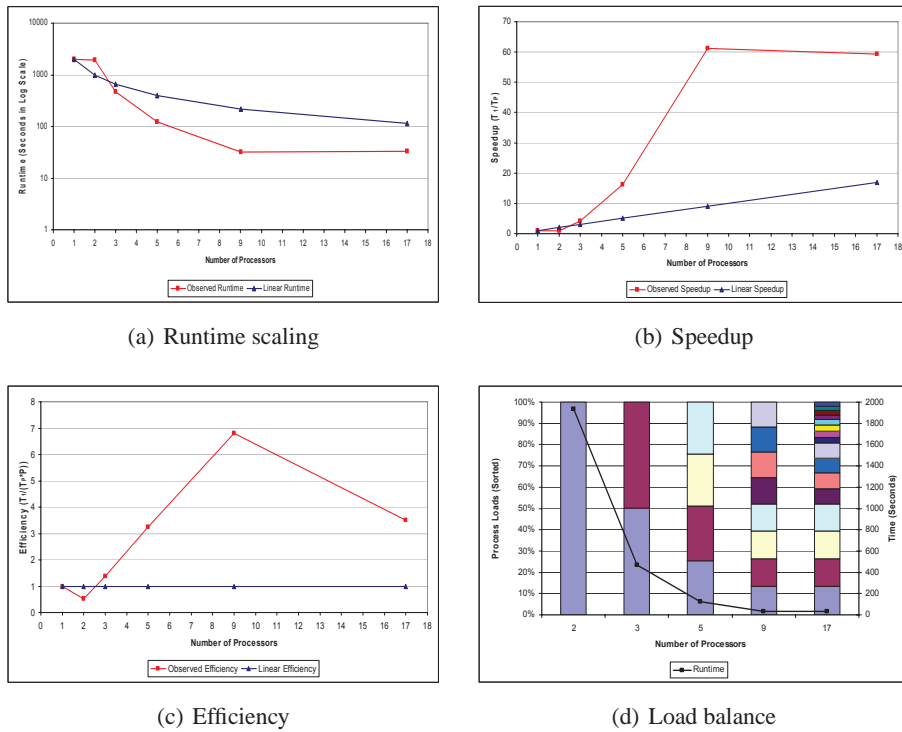 10000
1000
100
10
1
Runtime (Seconds in Log Scale)
0 1 2 3 4 5 6 7 8 9 10 11 12 13 14 15 16 17 18
Number of Processors
Observed Runtime Linear Runtime
(a) Runtime scaling
70
60
50
40
30
20
10
0
Speedup (T1/TP)
0 1 2 3 4 5 6 7 8 9 10 11 12 13 14 15 16 17 18
Number of Processors
Observed Speedup Linear Speedup
(b) Speedup
8
7
6
5
4
3
2
1
0
Efficiency (T1/(TP*P))
0 1 2 3 4 5 6 7 8 9 10 11 12 13 14 15 16 17 18
Number of Processors
Observed Efficiency Linear Efficiency
(c) Efficiency
100%
90%
80%
70%
60%
50%
40%
30%
20%
10%
0%
Process Loads (Sorted)
2000
1800
1600
1400
1200
1000
800
600
400
200
0
Time (Seconds)
2 3 5 9 17
Number of Processors
Runtime
(d) Load balance